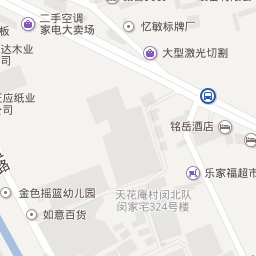 板
二手空调
家电大卖场
忆敏标牌厂
达木业
司
大型激光切割
应纸业
公司
铭岳酒店
乐家福超市
金色摇篮幼儿园
天花庵村闵北队
闵家宅324号楼
如意百货
路